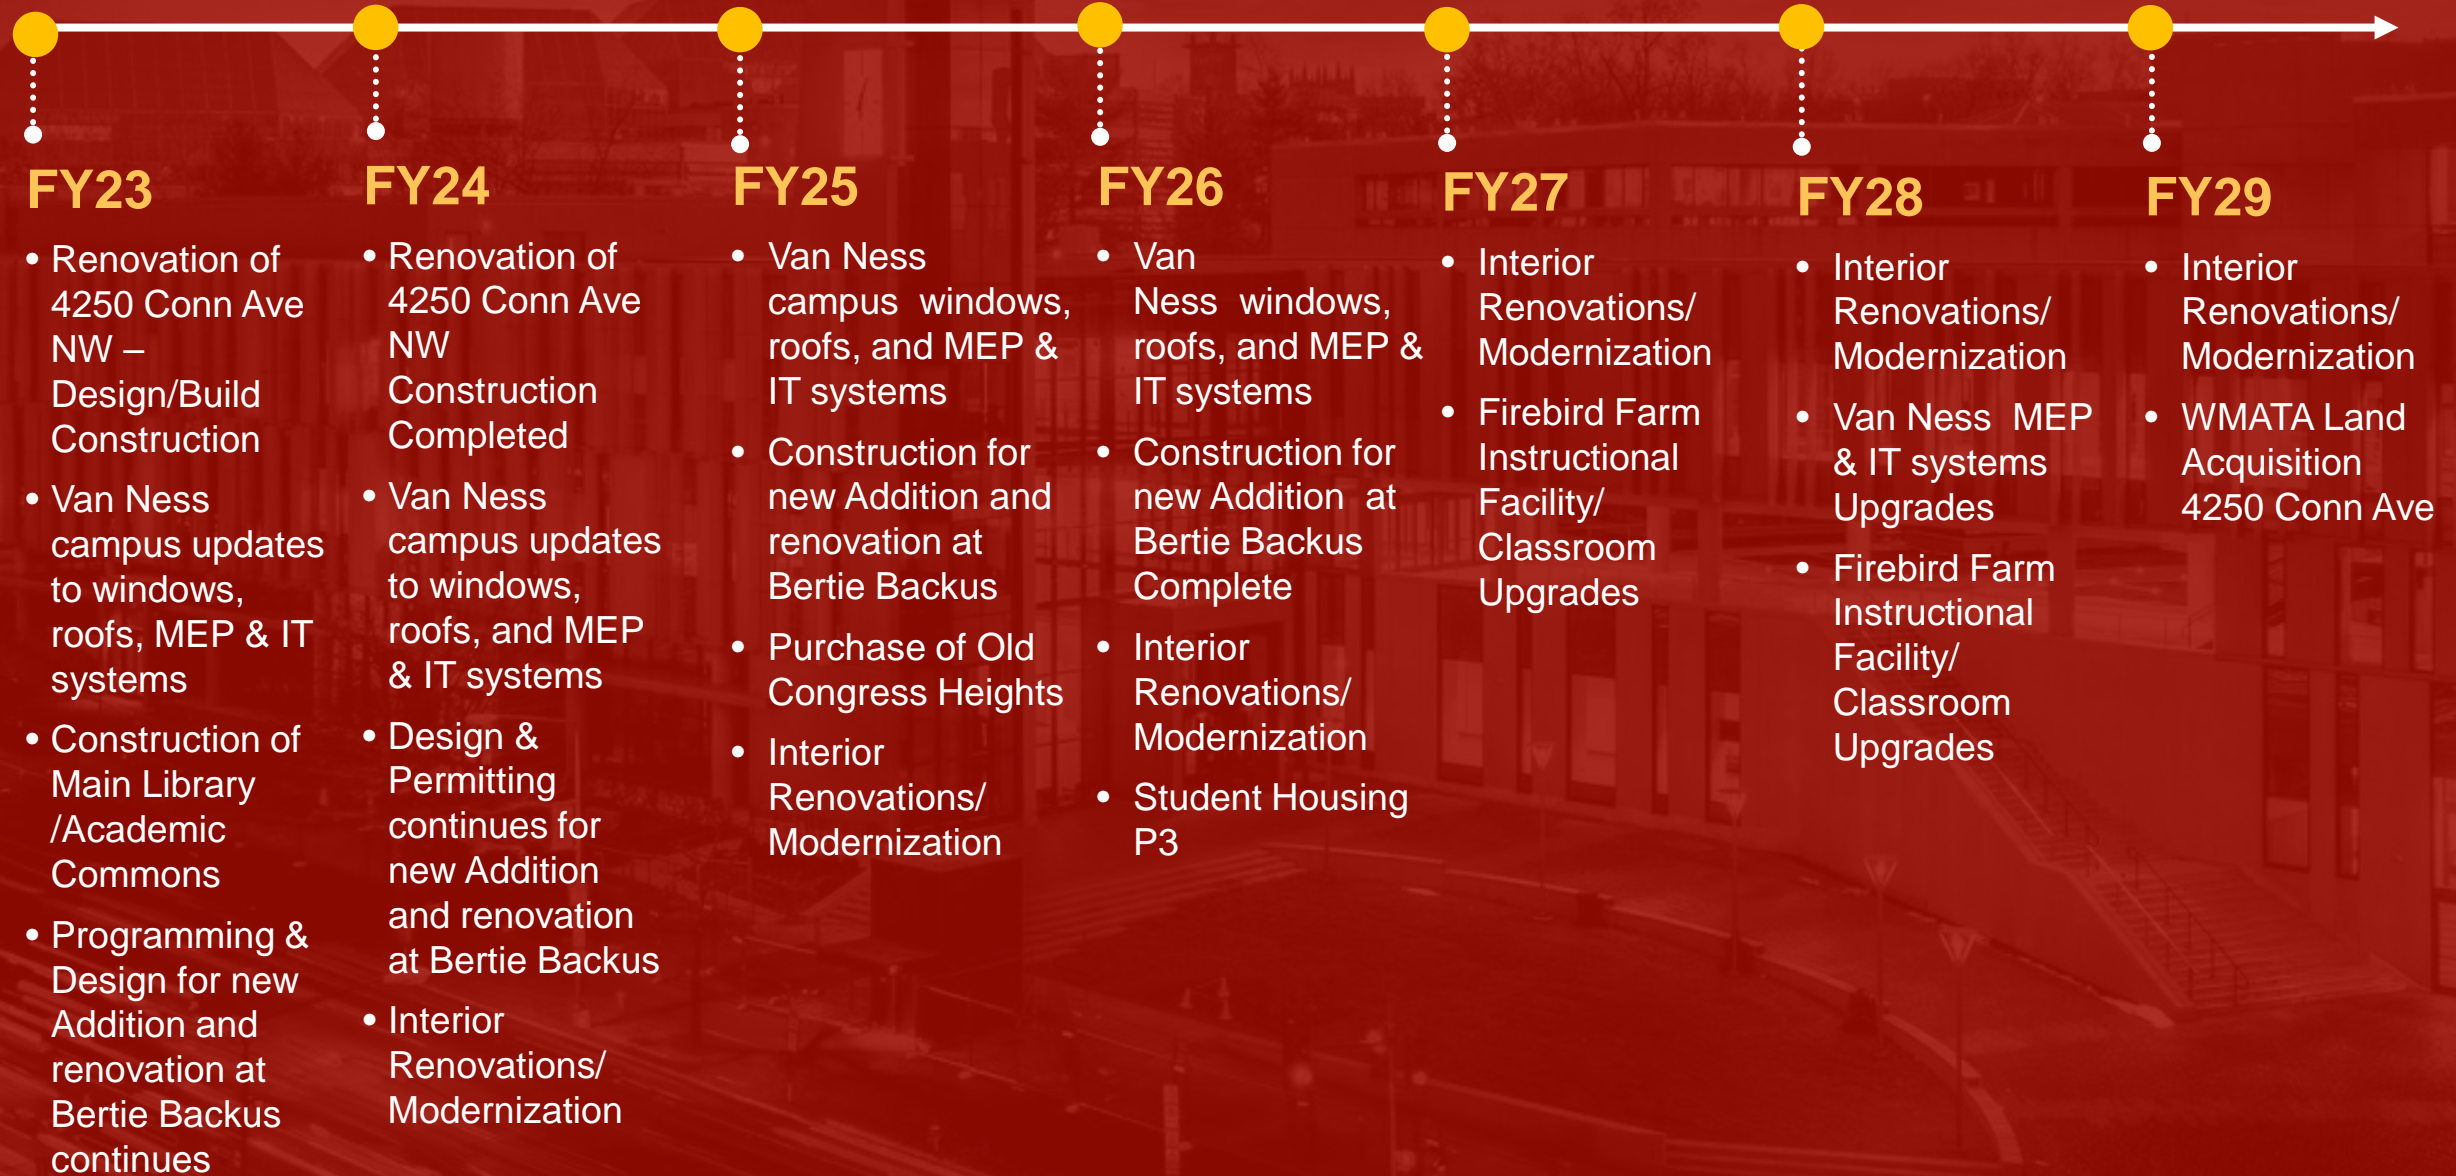 FY23
• Renovation of
4250 Conn Ave
NW –
Design/Build
Construction
• Van Ness
campus updates
to windows,
roofs, MEP & IT
systems
• Construction of
Main Library
/Academic
Commons
• Programming &
Design for new
Addition and
renovation at
Bertie Backus
continues
FY24
• Renovation of
4250 Conn Ave
NW
Construction
Completed
• Van Ness
campus updates
to windows,
roofs, and MEP
& IT systems
• Design &
Permitting
continues for
new Addition
and renovation
at Bertie Backus
• Interior
Renovations/
Modernization
FY25
• Van Ness
campus windows,
roofs, and MEP &
IT systems
• Construction for
new Addition and
renovation at
Bertie Backus
• Purchase of Old
Congress Heights
• Interior
Renovations/
Modernization
FY26
• Van
Ness windows,
roofs, and MEP &
IT systems
• Construction for
new Addition at
Bertie Backus
Complete
• Interior
Renovations/
Modernization
• Student Housing
P3
FY27
• Interior
Renovations/
Modernization
• Firebird Farm
Instructional
Facility/
Classroom
Upgrades
FY28
• Interior
Renovations/
Modernization
• Van Ness MEP
& IT systems
Upgrades
• Firebird Farm
Instructional
Facility/
Classroom
Upgrades
FY29
• Interior
Renovations/
Modernization
• WMATA Land
Acquisition
4250 Conn Ave